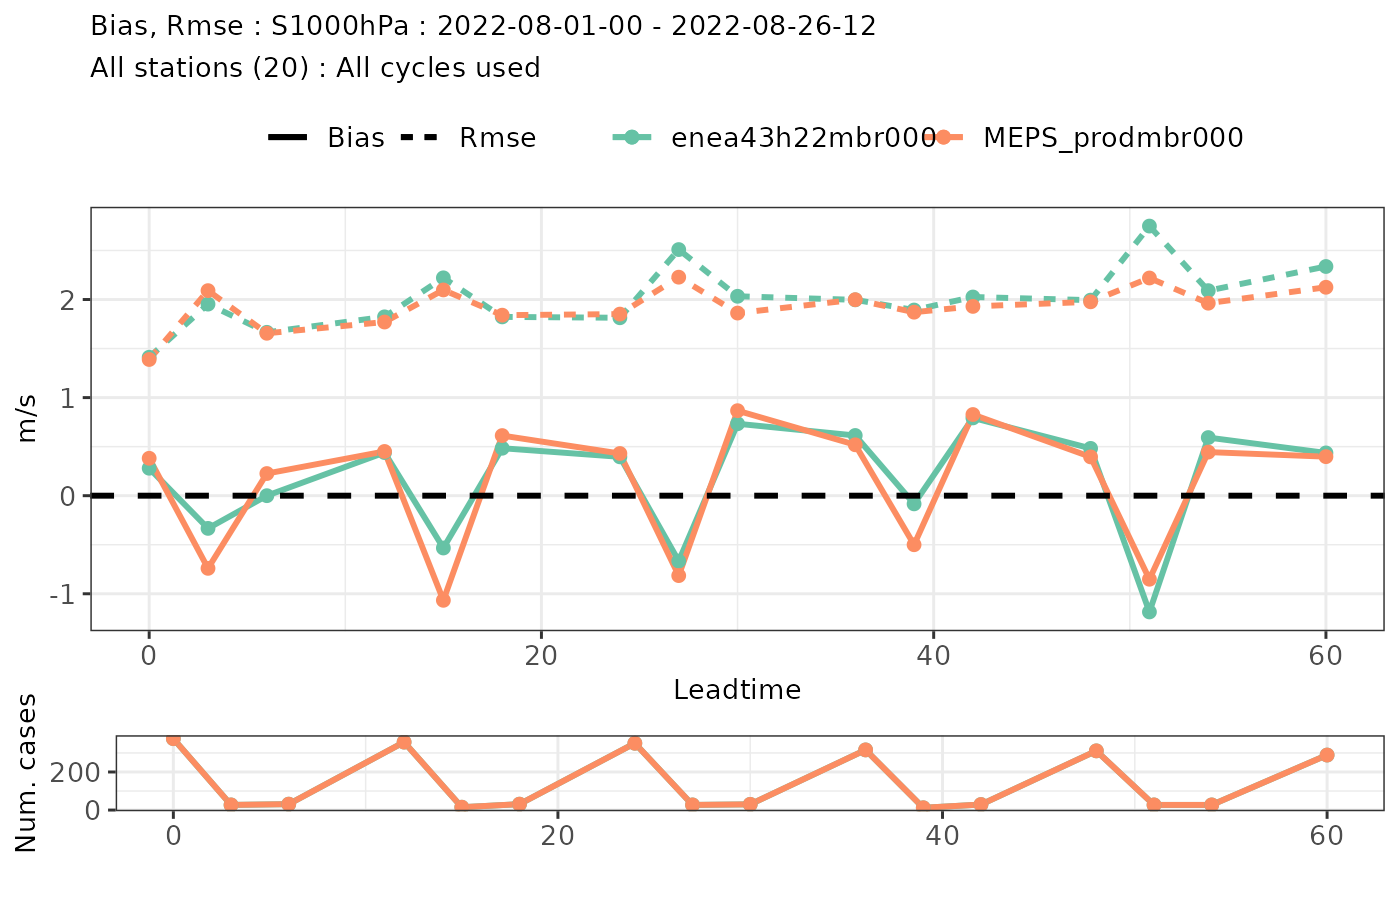 Bias, Rmse : S1000hPa : 2022-08-01-00 - 2022-08-26-12
All stations (20) : All cycles used
Bias Rmse enea43h22mbr000 MEPS_prodmbr000
m/s
2
1
0
-1
0 20 40 60
Leadtime
Num. cases
200
0
0 20 40 60